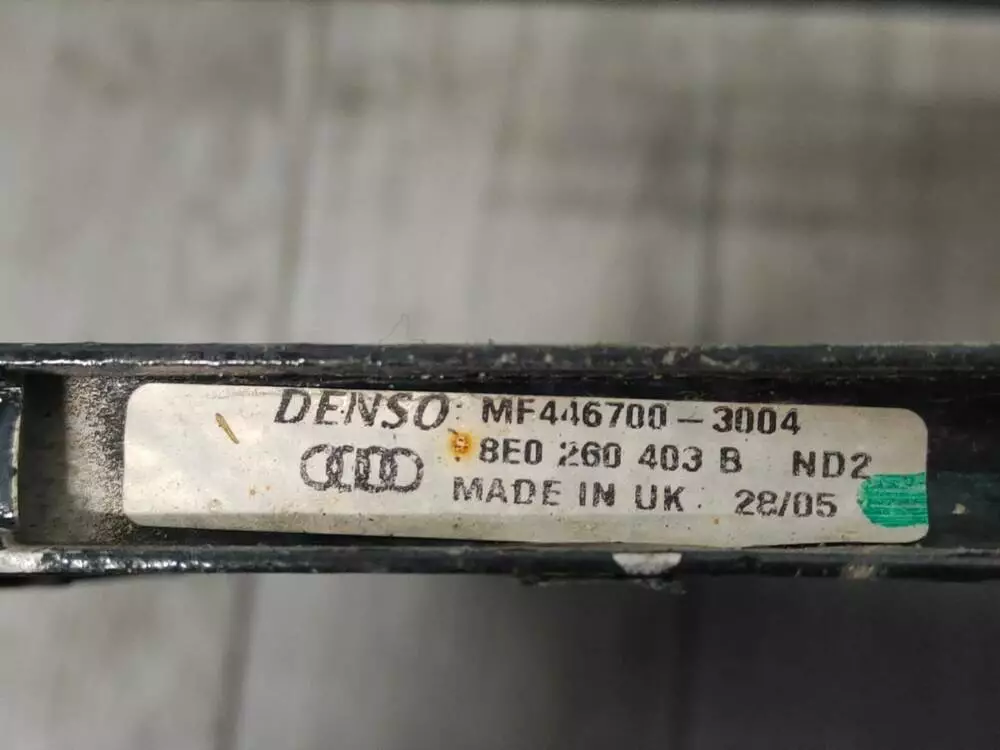 DENSO MF446700-3004
8E0 260 403 B ND2
MADE IN UK 28/05